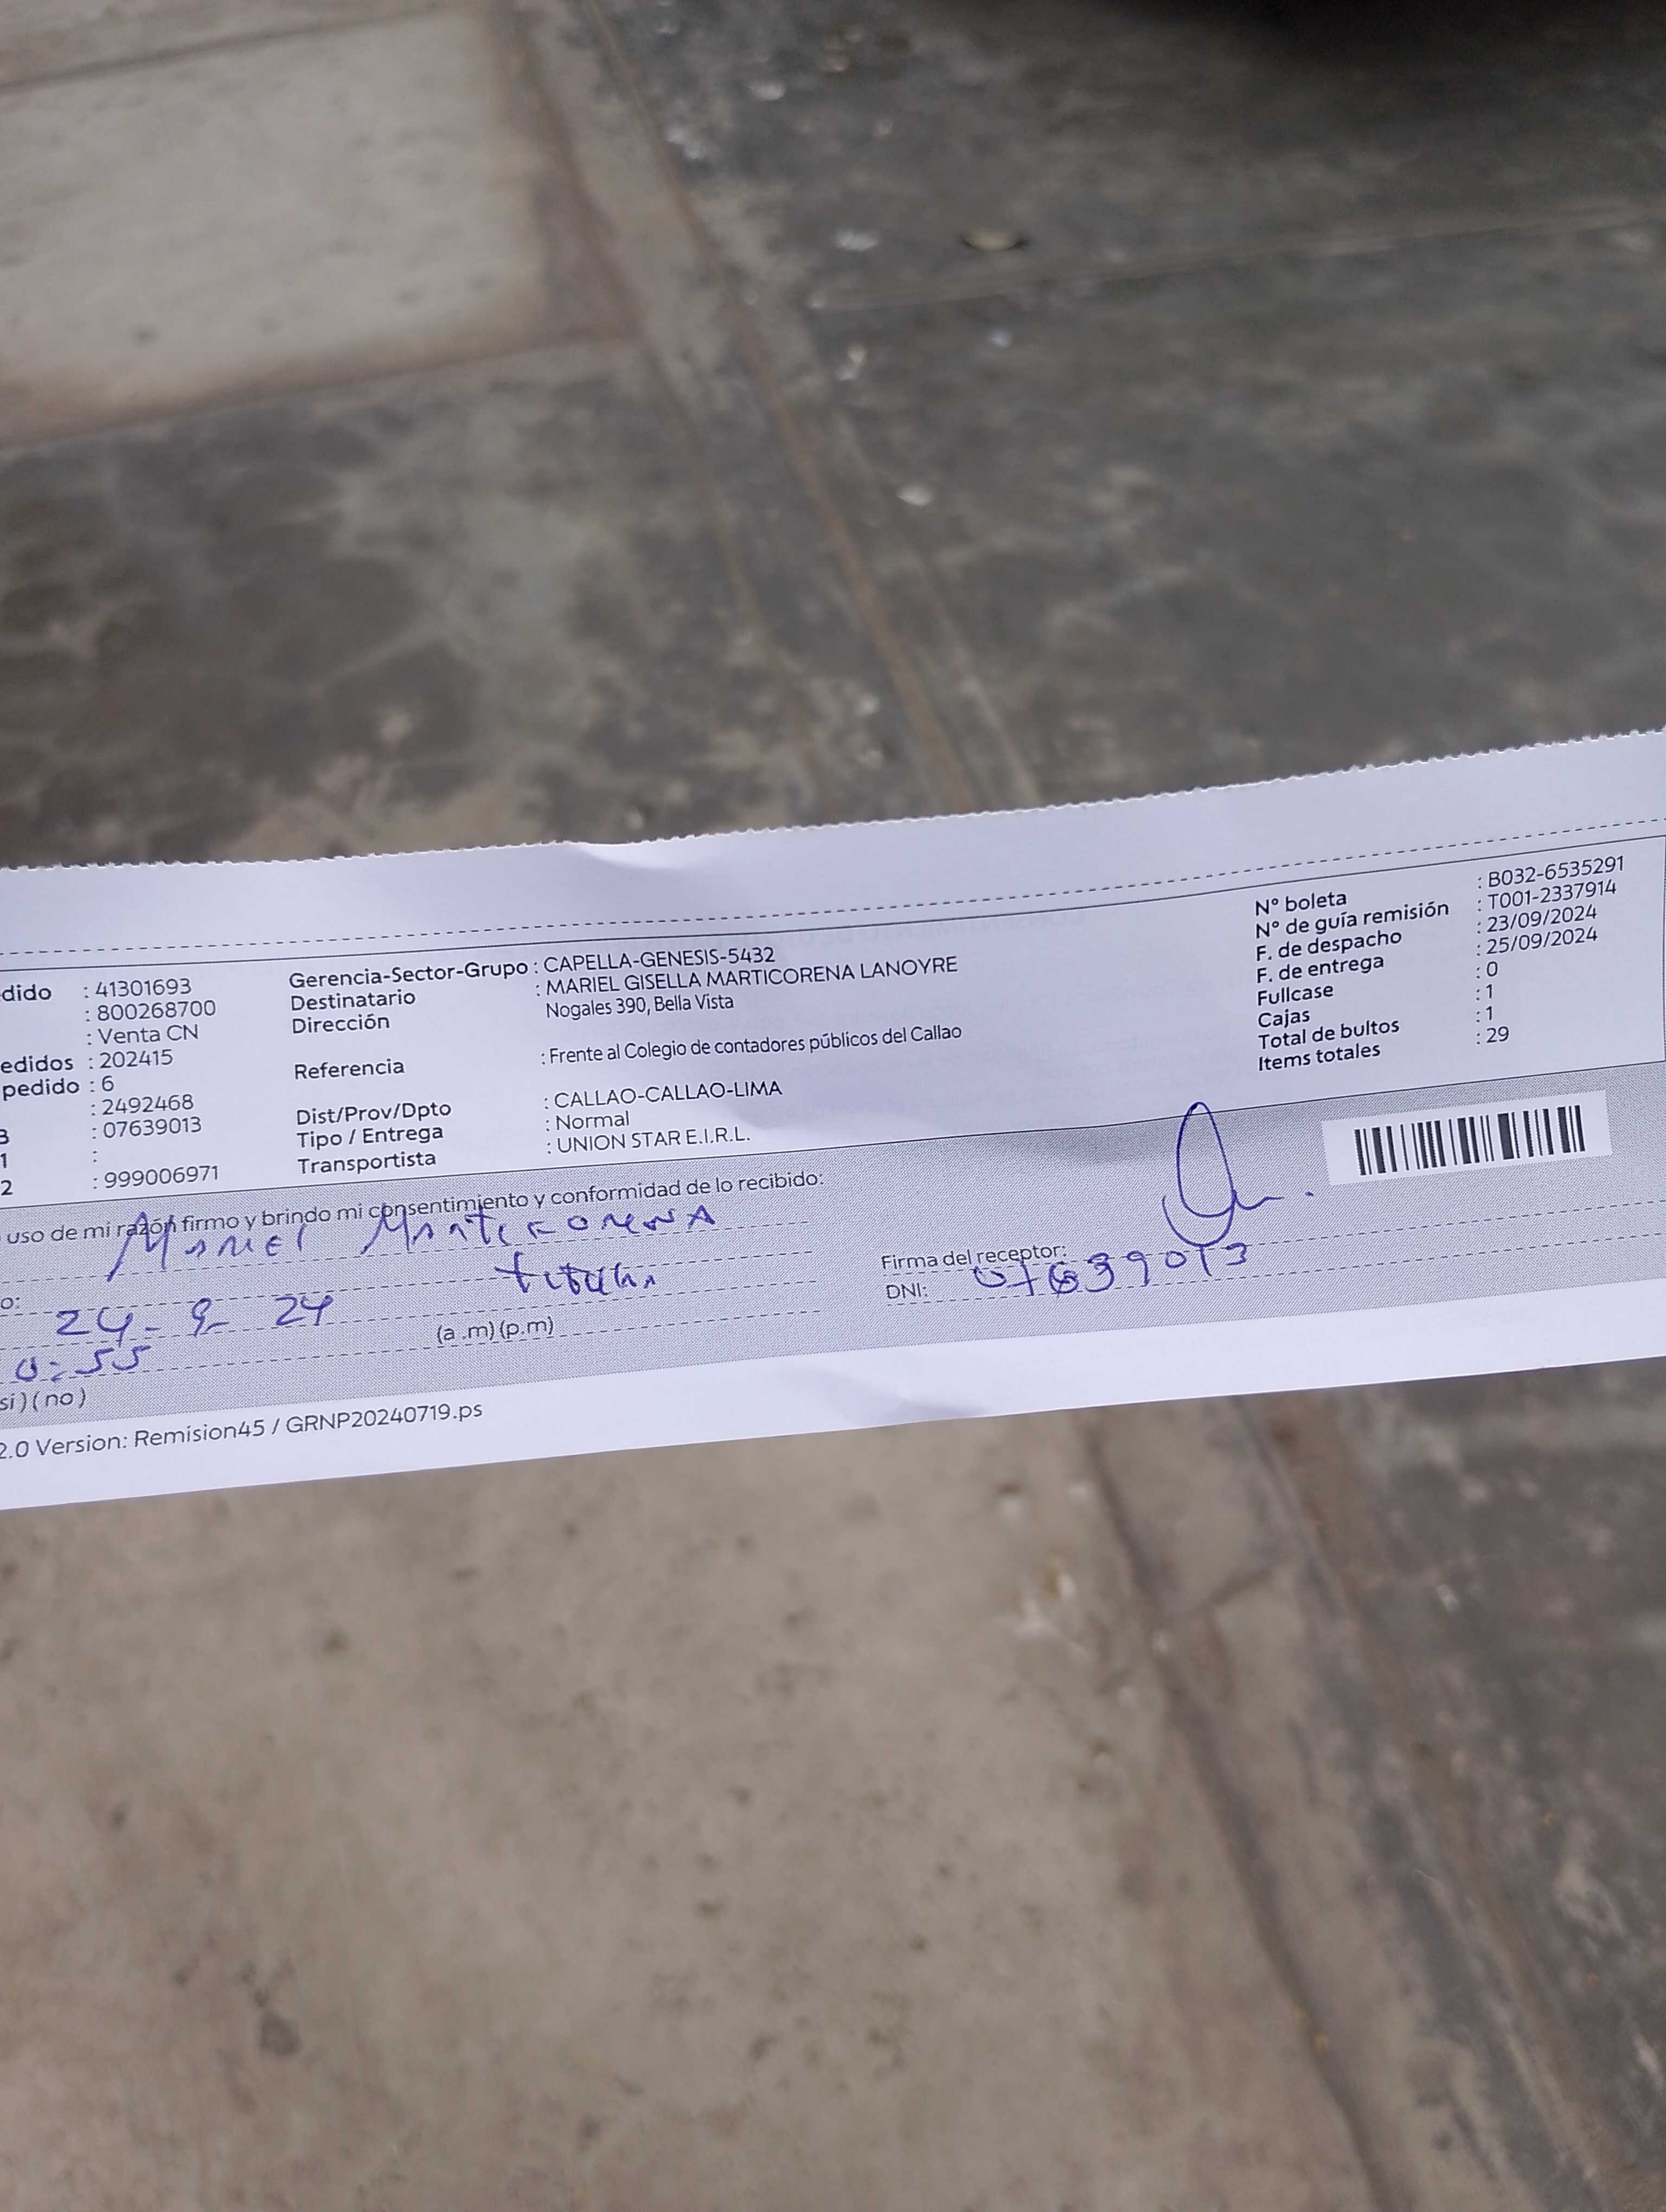 dido : 41301693
: 800268700
: Venta CN
edidos : 202415
pedido : 6
: 2492468
3 : 07639013
1 :
2 : 999006971
Gerencia-Sector-Grupo : CAPELLA-GENESIS-5432
Destinatario : MARIEL GISELLA MARTICORENA LANOYRE
Dirección Nogales 390, Bella Vista
Referencia : Frente al Colegio de contadores públicos del Callao
Dist/Prov/Dpto : CALLAO-CALLAO-LIMA
Tipo / Entrega : Normal
Transportista : UNION STAR E.I.R.L.
N° boleta : B032-6535291
N° de guía remisión : T001-2337914
F. de despacho : 23/09/2024
F. de entrega : 25/09/2024
Fullcase : 0
Cajas : 1
Total de bultos : 1
Items totales : 29
uso de mi razón firmo y brindo mi consentimiento y conformidad de lo recibido:
Mariel Marticorena
o: titular
24-9-24
0:55 (a .m) (p.m)
Firma del receptor:
DNI: 07639013
si ) ( no )
2.0 Version: Remision45 / GRNP20240719.ps